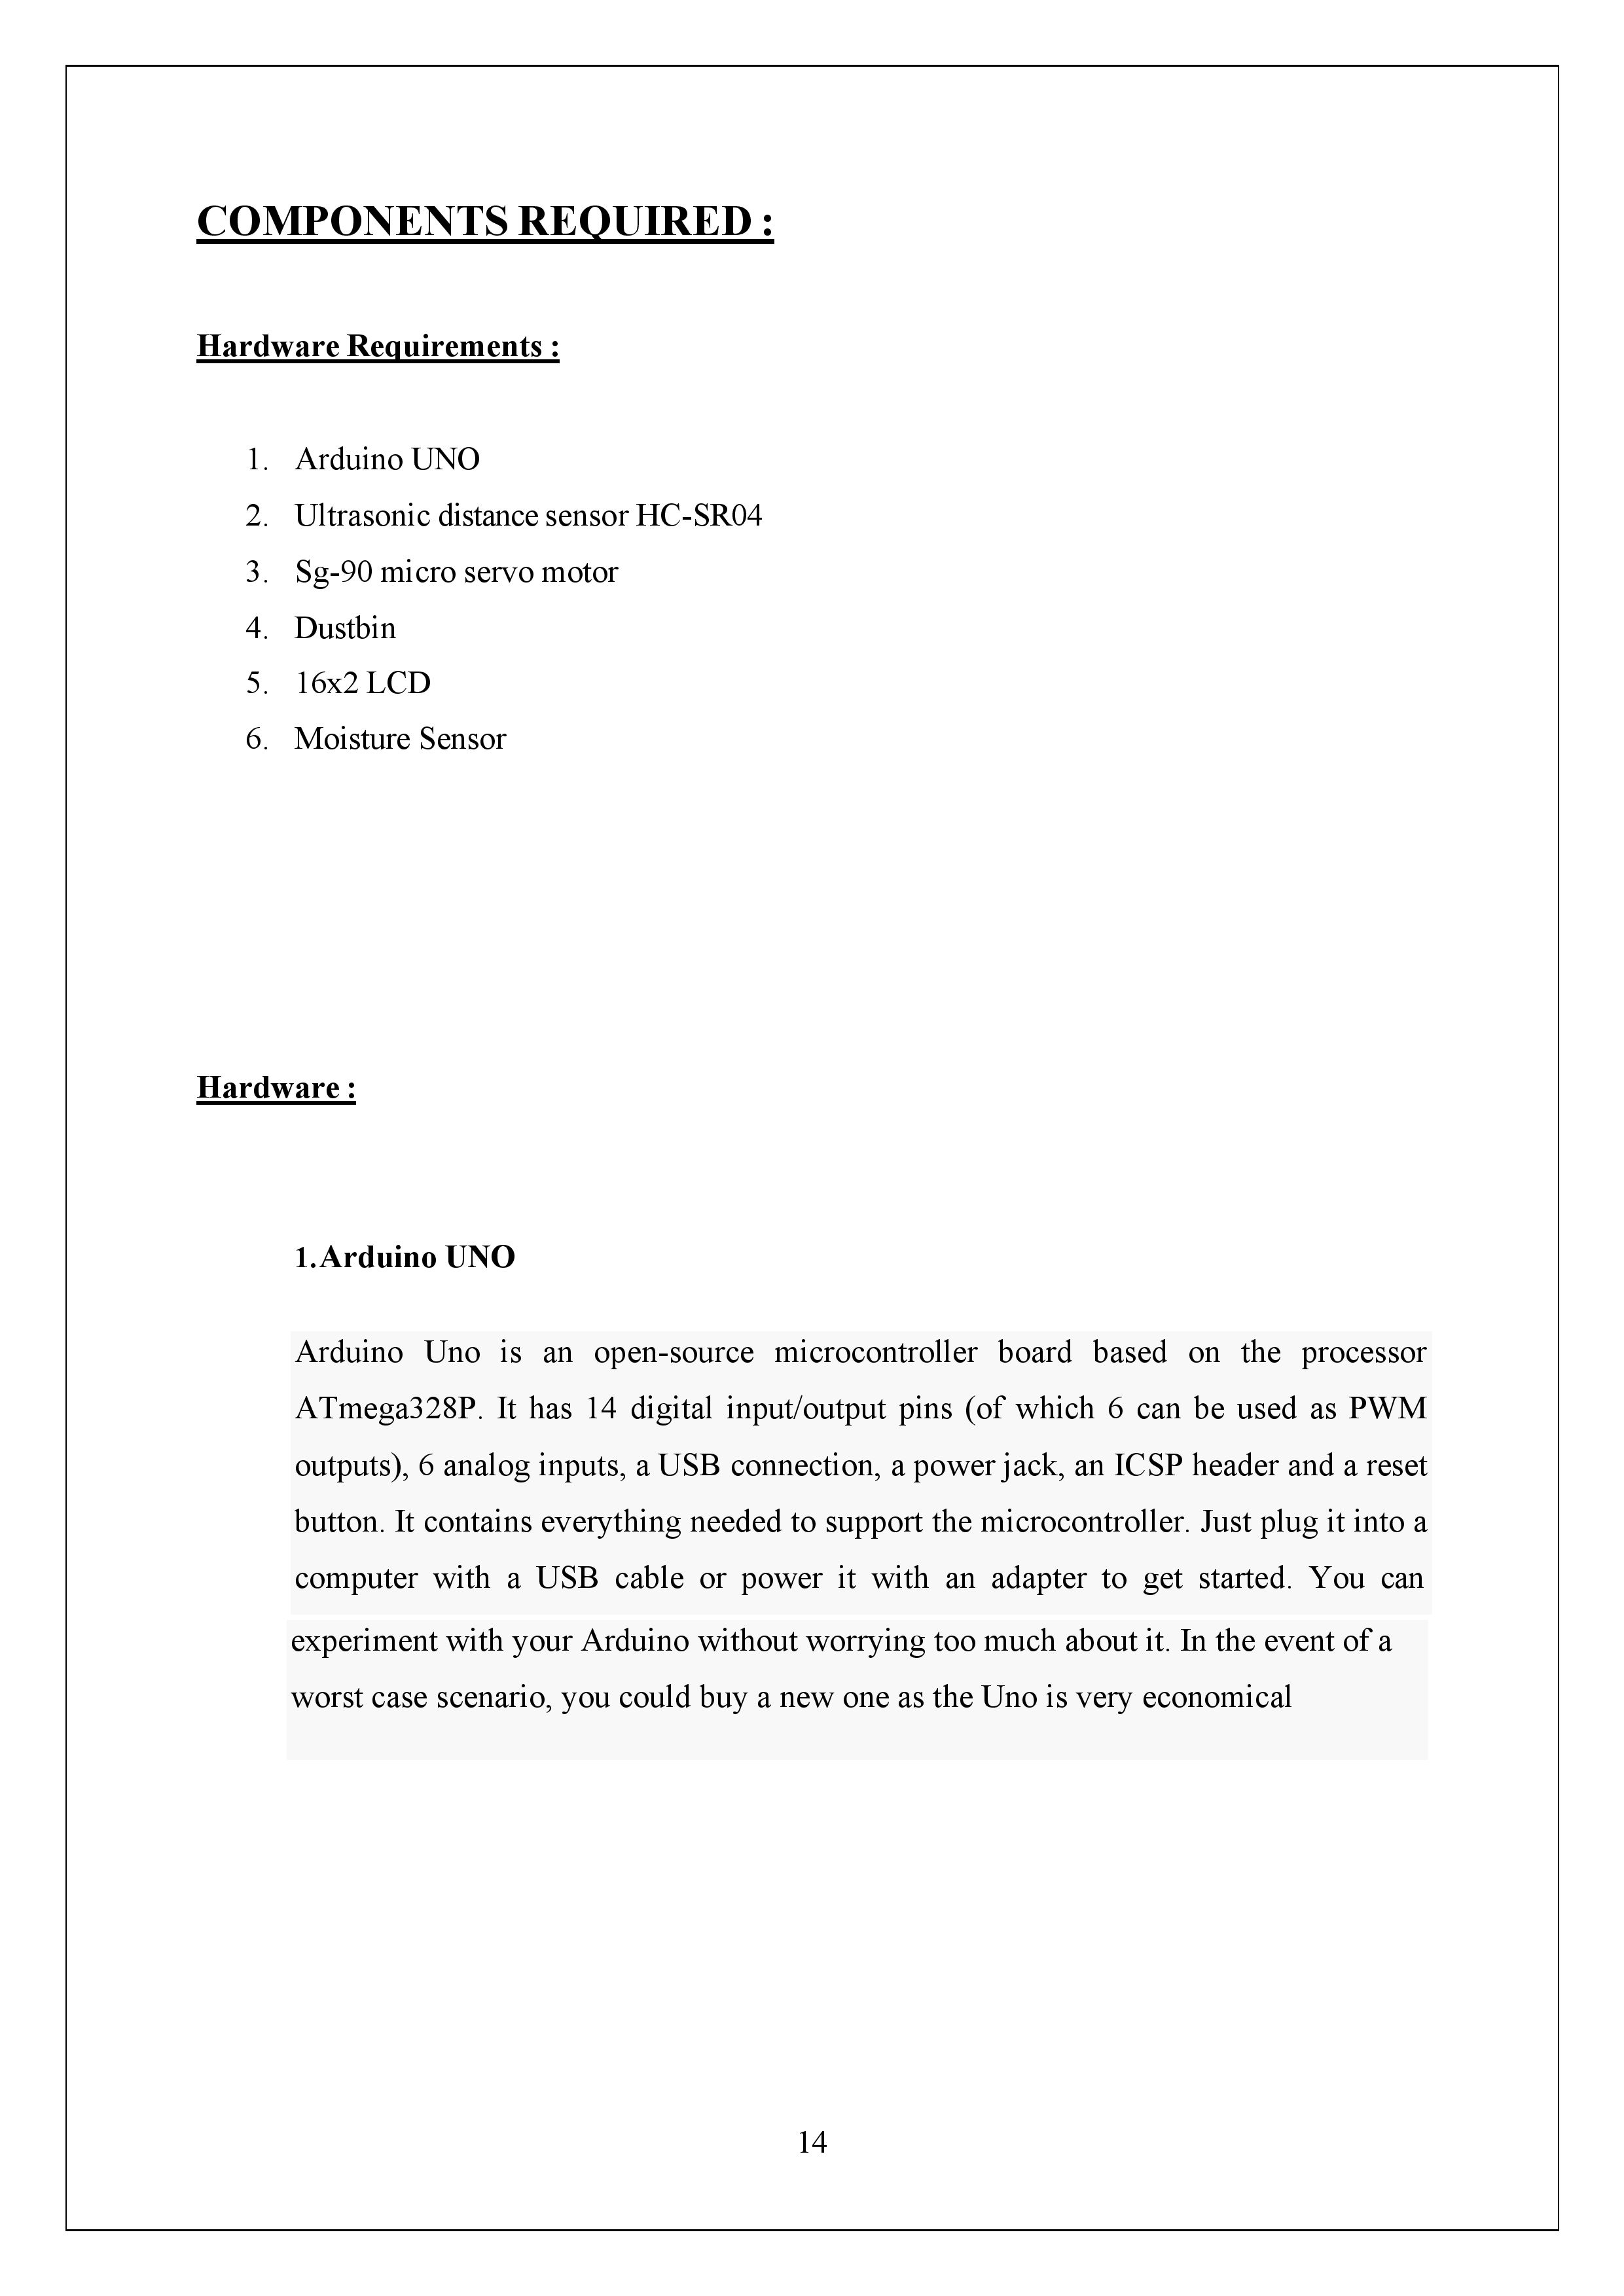 COMPONENTS REQUIRED :
Hardware Requirements :
1. Arduino UNO
2. Ultrasonic distance sensor HC-SR04
3. Sg-90 micro servo motor
4. Dustbin
5. 16x2 LCD
6. Moisture Sensor
Hardware :
1.Arduino UNO
Arduino Uno is an open-source microcontroller board based on the processor
ATmega328P. It has 14 digital input/output pins (of which 6 can be used as PWM
outputs), 6 analog inputs, a USB connection, a power jack, an ICSP header and a reset
button. It contains everything needed to support the microcontroller. Just plug it into a
computer with a USB cable or power it with an adapter to get started. You can
experiment with your Arduino without worrying too much about it. In the event of a
worst case scenario, you could buy a new one as the Uno is very economical
14